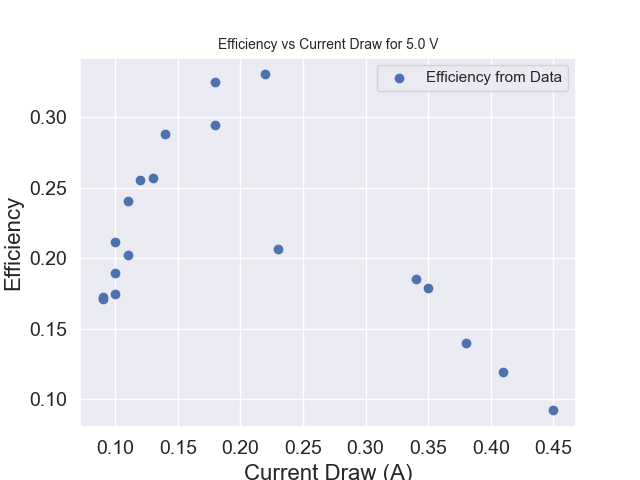 Efficiency vs Current Draw for 5.0 V
Efficiency from Data
0.30
0.25
0.20
0.15
0.10
Efficiency
0.10 0.15 0.20 0.25 0.30 0.35 0.40 0.45
Current Draw (A)